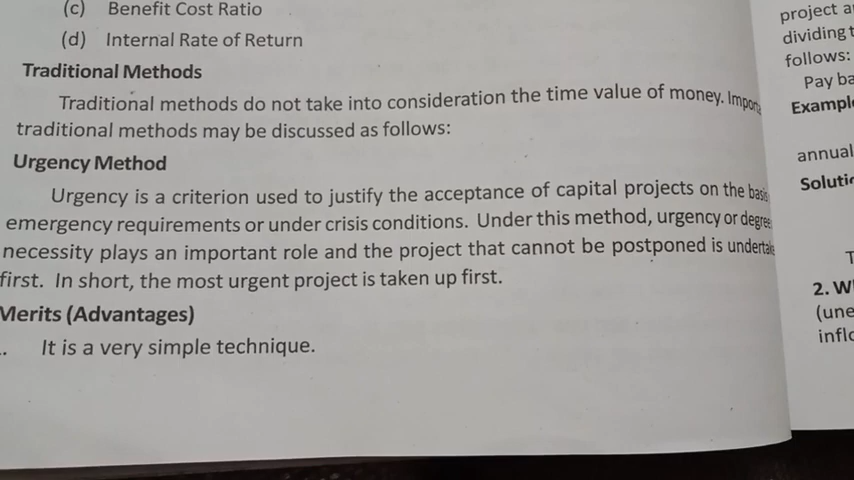 (c) Benefit Cost Ratio
(d) Internal Rate of Return
Traditional Methods
Traditional methods do not take into consideration the time value of money.
traditional methods may be discussed as follows:
Urgency Method
Urgency is a criterion used to justify the acceptance of capital projects on the
emergency requirements or under crisis conditions. Under this method, urgency or degree
necessity plays an important role and the project that cannot be postponed is
first. In short, the most urgent project is taken up first.
Merits (Advantages)
It is a very simple technique.
project
dividing
follows:
Pay
annual
2.